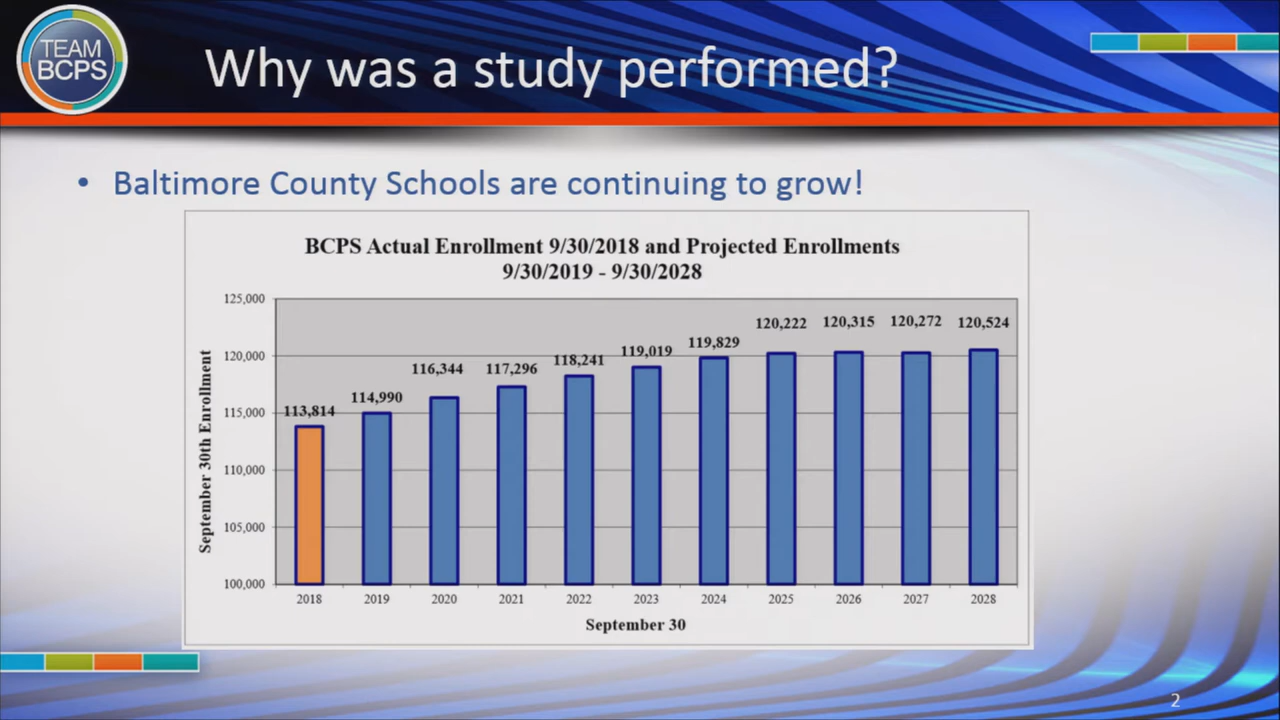 TEAM
BCPS
Why was a study performed?
• Baltimore County Schools are continuing to grow!
BCPS Actual Enrollment 9/30/2018 and Projected Enrollments
9/30/2019 - 9/30/2028
September 30th Enrollment
125,000
120,000
115,000
110,000
105,000
100,000
113,814
114,990
116,344
117,296
118,241
119,019
119,829
120,222
120,315
120,272
120,524
2018 2019 2020 2021 2022 2023 2024 2025 2026 2027 2028
September 30
2